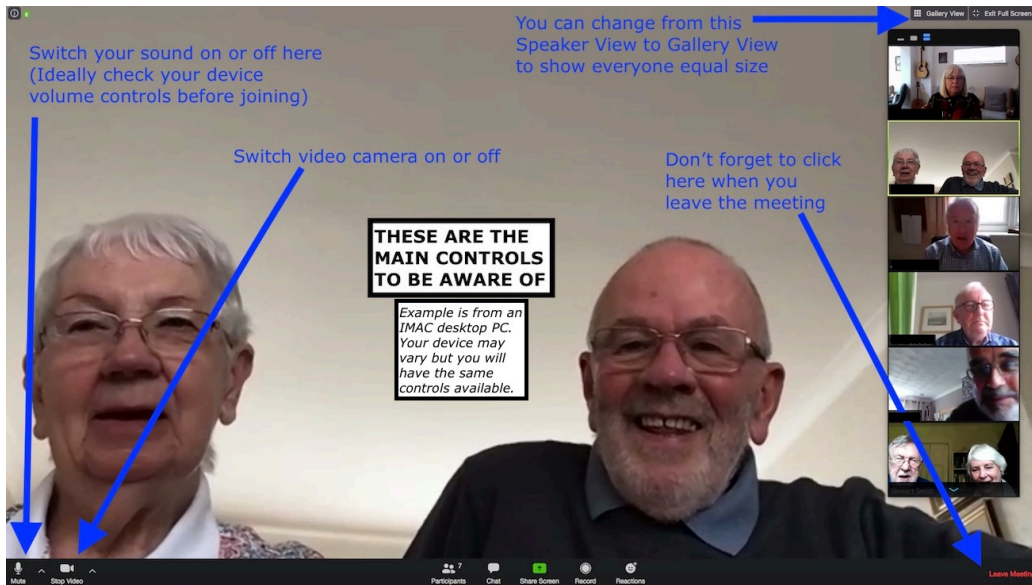 Gallery View
Exit Full Screen
You can change from this
Speaker View to Gallery View
to show everyone equal size
Switch your sound on or off here
(Ideally check your device
volume controls before joining)
Switch video camera on or off
Don't forget to click
here when you
leave the meeting
THESE ARE THE
MAIN CONTROLS
TO BE AWARE OF
Example is from an
IMAC desktop PC.
Your device may
vary but you will
have the same
controls available.
7
Mute
Stop Video
Participants
Chat
Share Screen
Record
Reactions
Leave Meetin